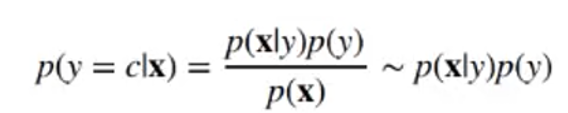 p(y = c|x) = p(x|y)p(y) / p(x) ~ p(x|y)p(y)